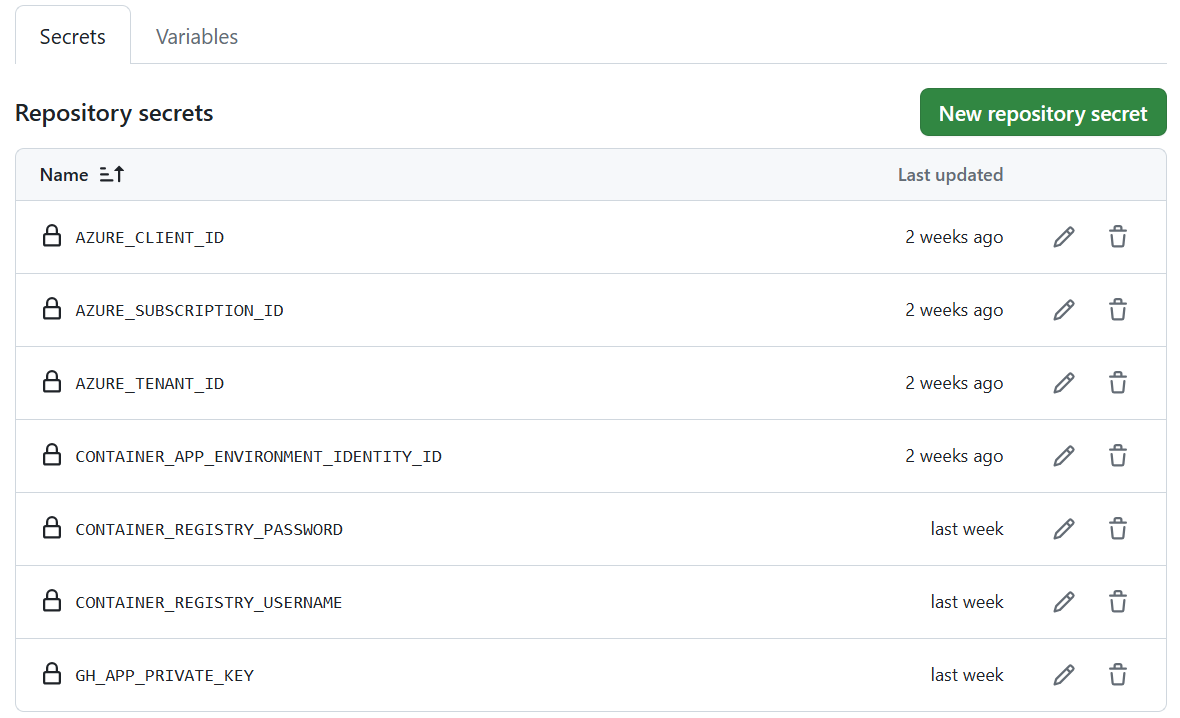 Secrets Variables
Repository secrets New repository secret
Name Last updated
AZURE_CLIENT_ID 2 weeks ago
AZURE_SUBSCRIPTION_ID 2 weeks ago
AZURE_TENANT_ID 2 weeks ago
CONTAINER_APP_ENVIRONMENT_IDENTITY_ID 2 weeks ago
CONTAINER_REGISTRY_PASSWORD last week
CONTAINER_REGISTRY_USERNAME last week
GH_APP_PRIVATE_KEY last week